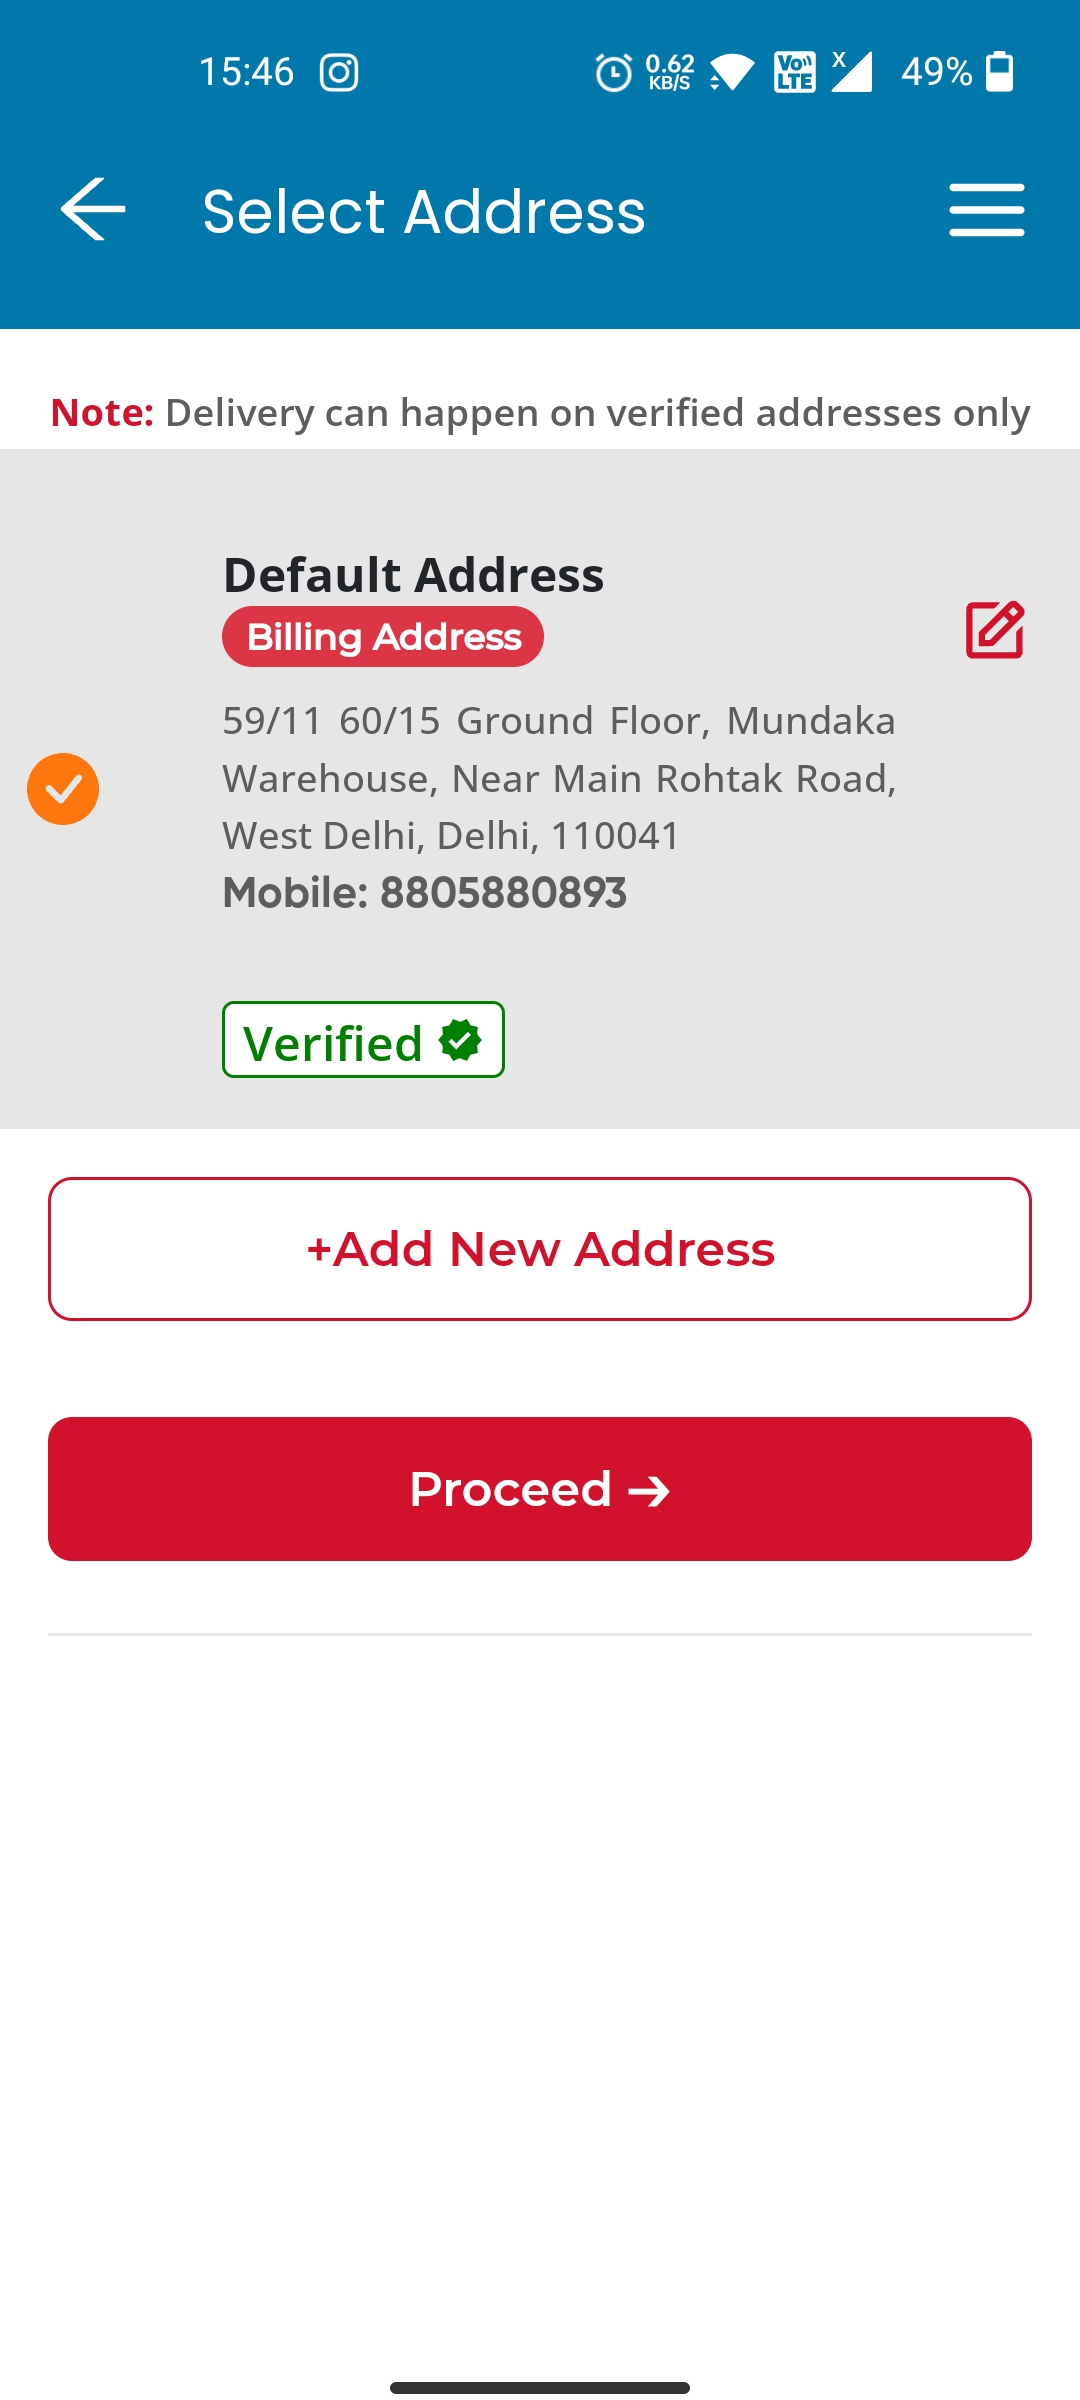 15:46
0.62 KB/S
Vo LTE
X
49%
Select Address
Note: Delivery can happen on verified addresses only
Default Address
Billing Address
59/11 60/15 Ground Floor, Mundaka
Warehouse, Near Main Rohtak Road,
West Delhi, Delhi, 110041
Mobile: 8805880893
Verified
+Add New Address
Proceed →